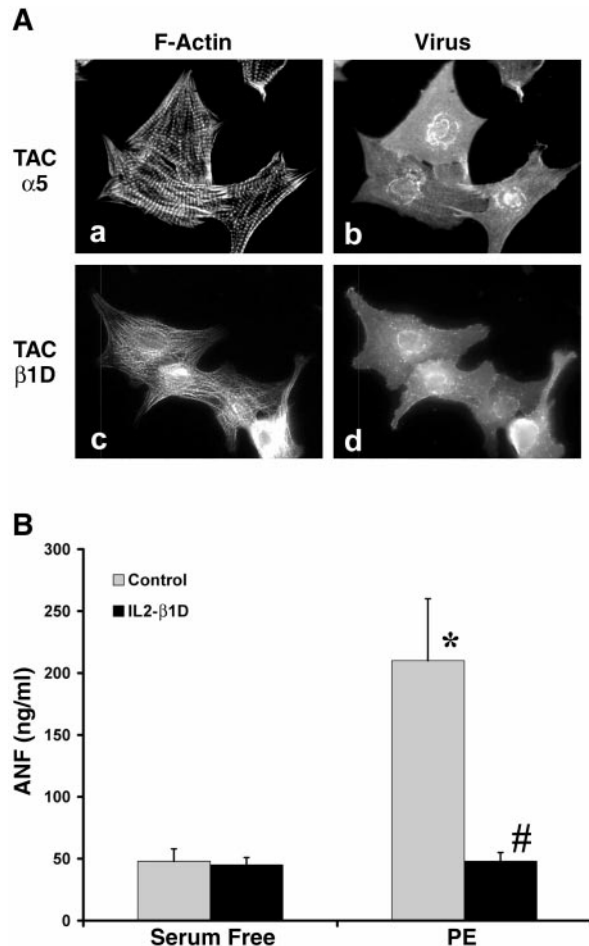 A
F-Actin Virus
TAC
α5
a b
TAC
β1D
c d
B
300
250
200
150
100
50
0
ANF (ng/ml)
Control
IL2-β1D
*
#
Serum Free PE